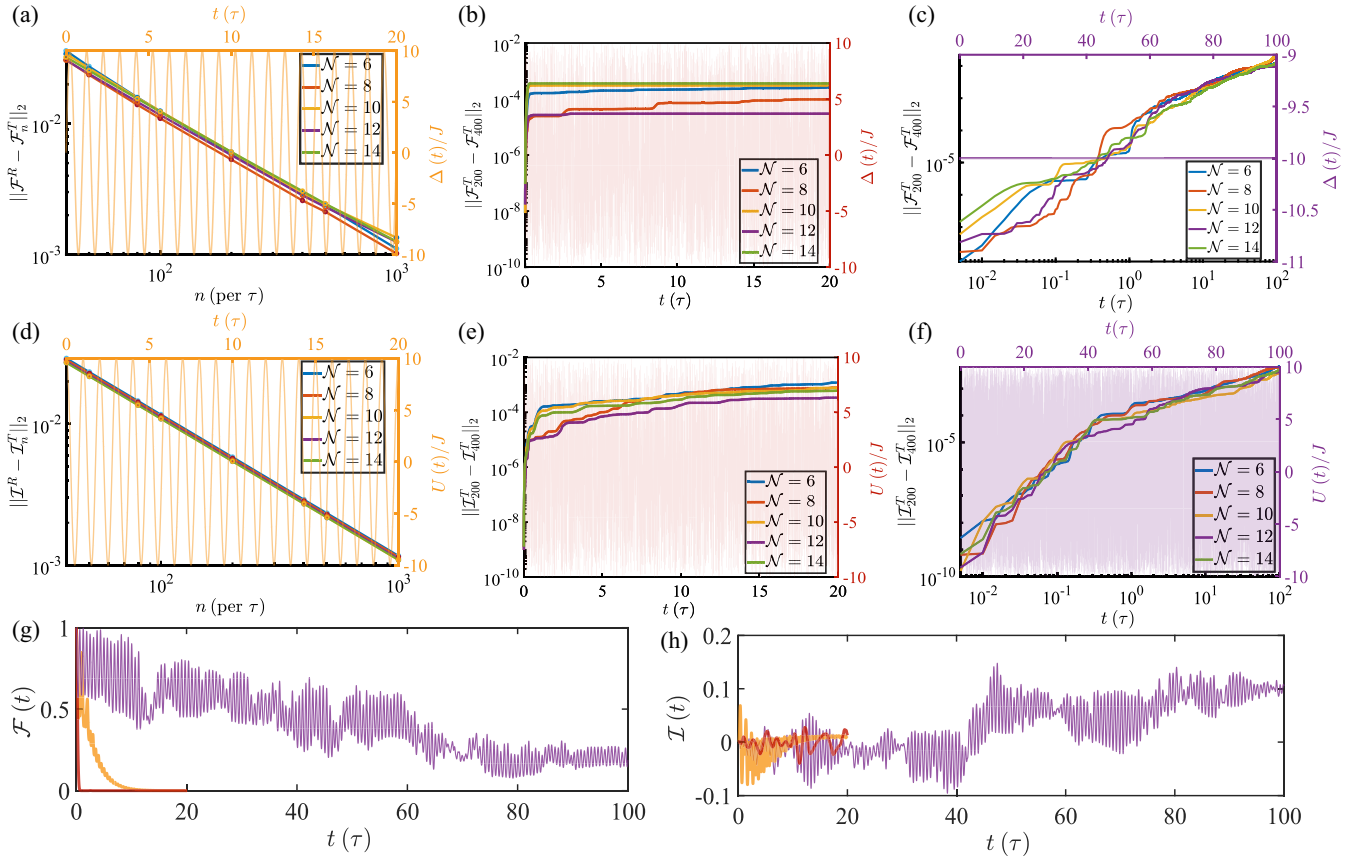 (a)
t (τ)
0 5 10 15 20
||𝓕^R − 𝓕_n^T||_2
10^-2
10^-3
𝒩 = 6
𝒩 = 8
𝒩 = 10
𝒩 = 12
𝒩 = 14
10
5
0
-5
-10
Δ (t)/J
10^2 10^3
n (per τ)
(b)
||𝓕_200^T − 𝓕_400^T||_2
10^-2
10^-4
10^-6
10^-8
10^-10
𝒩 = 6
𝒩 = 8
𝒩 = 10
𝒩 = 12
𝒩 = 14
10
5
0
-5
-10
Δ (t)/J
0 5 10 15 20
t (τ)
(c)
t (τ)
0 20 40 60 80 100
||𝓕_200^T − 𝓕_400^T||_2
10^-5
𝒩 = 6
𝒩 = 8
𝒩 = 10
𝒩 = 12
𝒩 = 14
-9
-9.5
-10
-10.5
-11
Δ (t)/J
10^-2 10^-1 10^0 10^1 10^2
t (τ)
(d)
t (τ)
0 5 10 15 20
||𝓘^R − 𝓘_n^T||_2
10^-2
10^-3
𝒩 = 6
𝒩 = 8
𝒩 = 10
𝒩 = 12
𝒩 = 14
10
5
0
-5
-10
U (t)/J
10^2 10^3
n (per τ)
(e)
||𝓘_200^T − 𝓘_400^T||_2
10^-2
10^-4
10^-6
10^-8
10^-10
𝒩 = 6
𝒩 = 8
𝒩 = 10
𝒩 = 12
𝒩 = 14
10
5
0
-5
-10
U (t)/J
0 5 10 15 20
t (τ)
(f)
t(τ)
0 20 40 60 80 100
||𝓘_200^T − 𝓘_400^T||_2
10^-5
10^-10
𝒩 = 6
𝒩 = 8
𝒩 = 10
𝒩 = 12
𝒩 = 14
10
5
0
-5
-10
U (t)/J
10^-2 10^-1 10^0 10^1 10^2
t (τ)
(g)
𝓕 (t)
1
0.5
0
0 20 40 60 80 100
t (τ)
(h)
𝓘 (t)
0.2
0.1
0
-0.1
0 20 40 60 80 100
t (τ)